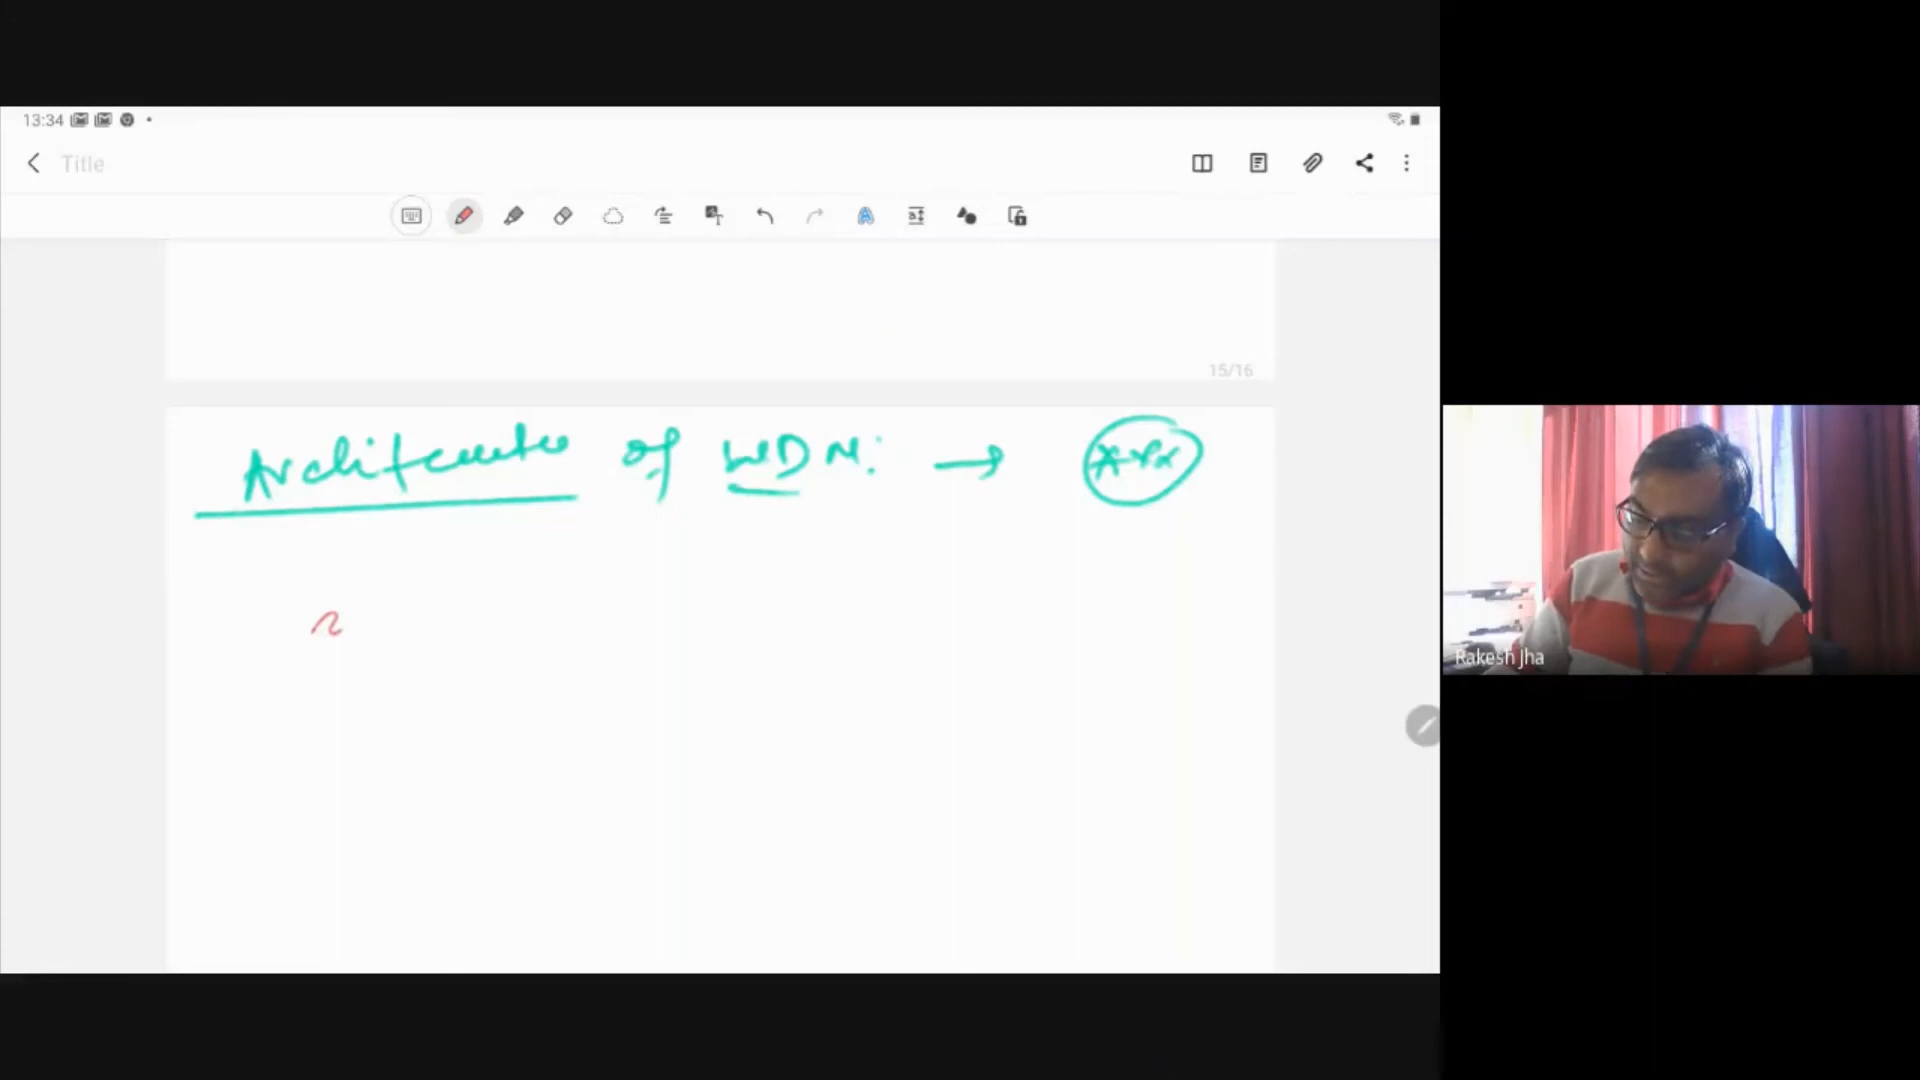 13:34
Title
15/16
Architecture of WDM: → ***
Rakesh Jha